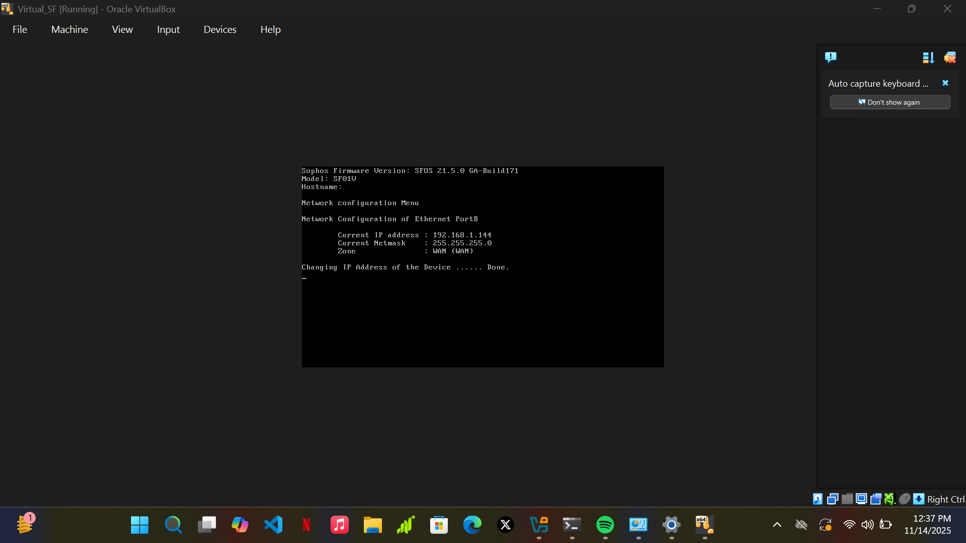 Virtual_SF [Running] - Oracle VirtualBox
File Machine View Input Devices Help
Auto capture keyboard ...
Don't show again
Sophos Firmware Version: SFOS 21.5.0 GA-Build171
Model: SF01V
Hostname:
Network configuration Menu
Network Configuration of Ethernet PortB
Current IP address : 192.168.1.144
Current Netmask : 255.255.255.0
Zone : WAN (WAN)
Changing IP Address of the Device ...... Done.
Right Ctrl
1
12:37 PM
11/14/2025